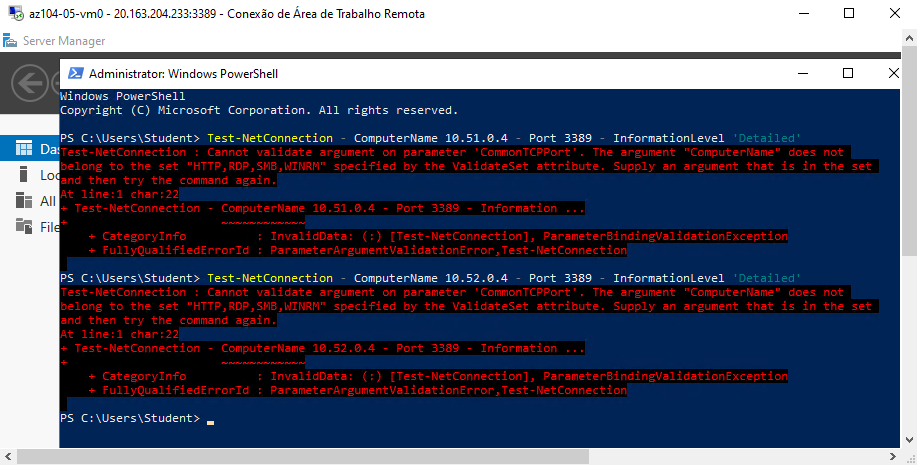 az104-05-vm0 - 20.163.204.233:3389 - Conexão de Área de Trabalho Remota
Server Manager
Administrator: Windows PowerShell
Windows PowerShell
Copyright (C) Microsoft Corporation. All rights reserved.
PS C:\Users\Student> Test-NetConnection - ComputerName 10.51.0.4 - Port 3389 - InformationLevel 'Detailed'
Test-NetConnection : Cannot validate argument on parameter 'CommonTCPPort'. The argument "ComputerName" does not
belong to the set "HTTP,RDP,SMB,WINRM" specified by the ValidateSet attribute. Supply an argument that is in the set
and then try the command again.
At line:1 char:22
+ Test-NetConnection - ComputerName 10.51.0.4 - Port 3389 - Information ...
+                      ~~~~~~~~~~~~
    + CategoryInfo          : InvalidData: (:) [Test-NetConnection], ParameterBindingValidationException
    + FullyQualifiedErrorId : ParameterArgumentValidationError,Test-NetConnection
PS C:\Users\Student> Test-NetConnection - ComputerName 10.52.0.4 - Port 3389 - InformationLevel 'Detailed'
Test-NetConnection : Cannot validate argument on parameter 'CommonTCPPort'. The argument "ComputerName" does not
belong to the set "HTTP,RDP,SMB,WINRM" specified by the ValidateSet attribute. Supply an argument that is in the set
and then try the command again.
At line:1 char:22
+ Test-NetConnection - ComputerName 10.52.0.4 - Port 3389 - Information ...
+                      ~~~~~~~~~~~~
    + CategoryInfo          : InvalidData: (:) [Test-NetConnection], ParameterBindingValidationException
    + FullyQualifiedErrorId : ParameterArgumentValidationError,Test-NetConnection
PS C:\Users\Student>
Das
Loc
All
File